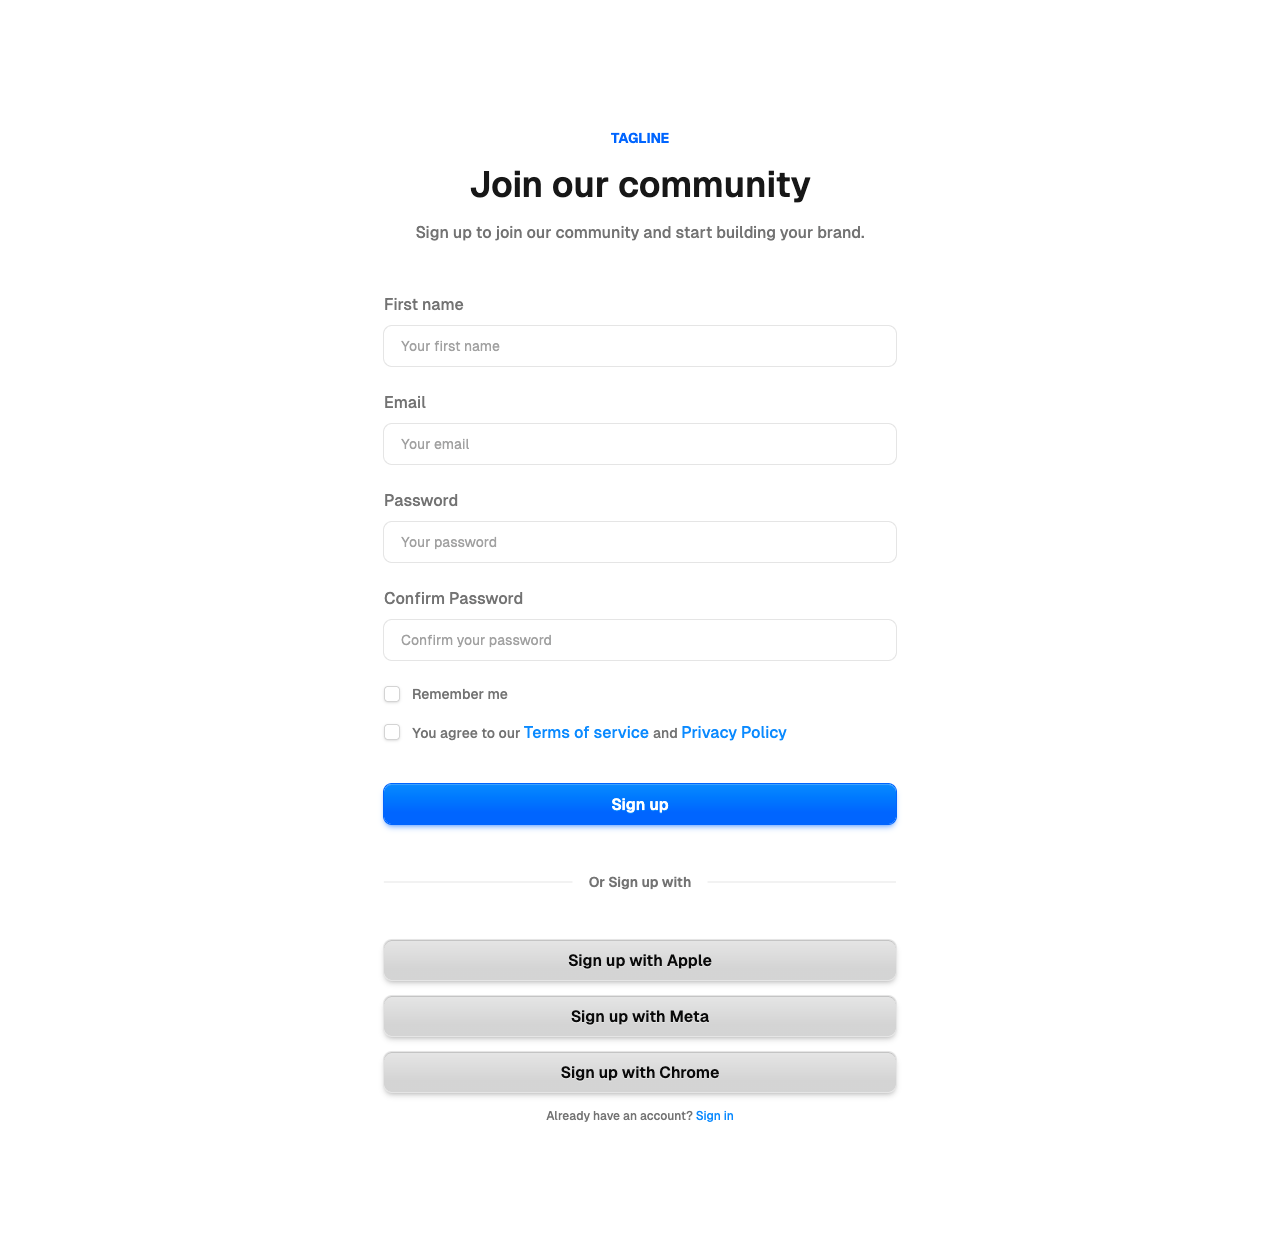 TAGLINE
Join our community
Sign up to join our community and start building your brand.
First name
Your first name
Email
Your email
Password
Your password
Confirm Password
Confirm your password
Remember me
You agree to our Terms of service and Privacy Policy
Sign up
Or Sign up with
Sign up with Apple
Sign up with Meta
Sign up with Chrome
Already have an account? Sign in